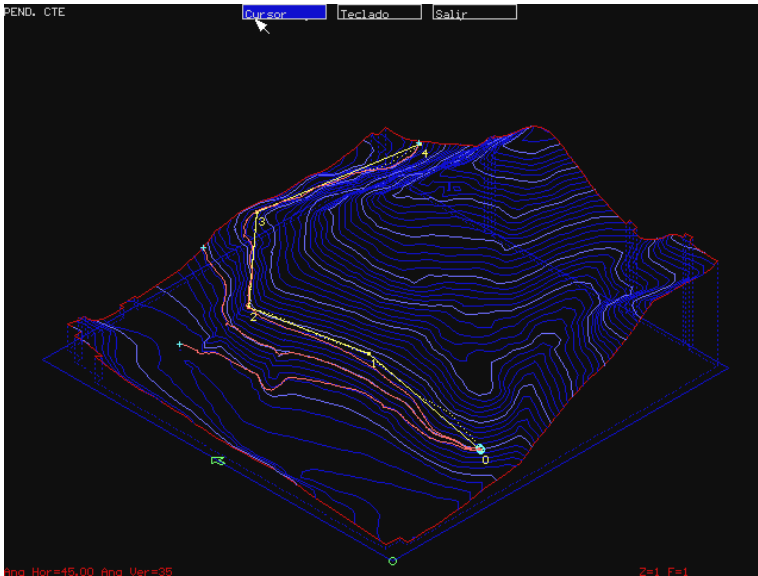 PEND. CTE
Cursor
Teclado
Salir
4
3
2
1
0
Ang Hor=45.00 Ang Ver=35
Z=1 F=1